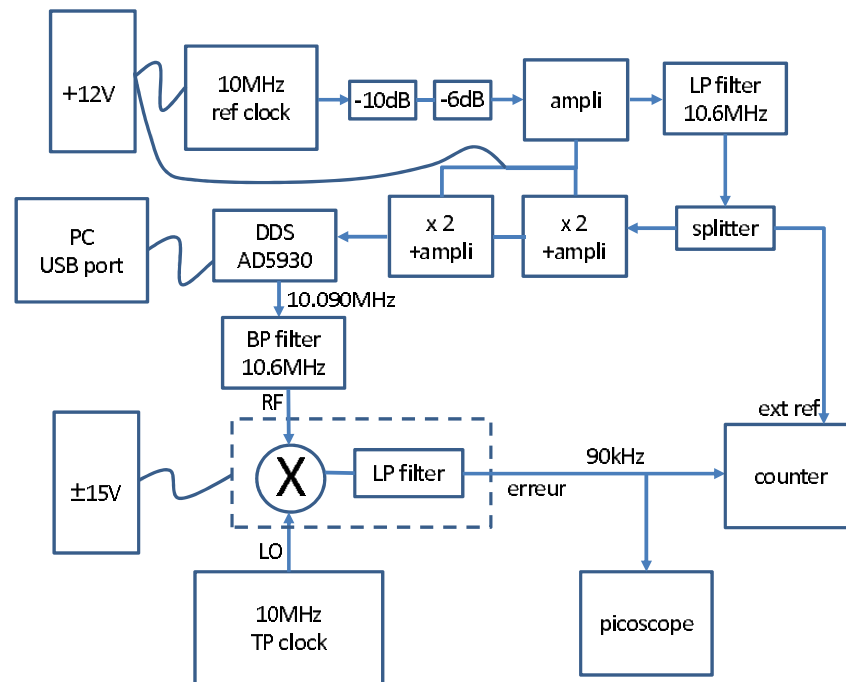 +12V
10MHz
ref clock
-10dB
-6dB
ampli
LP filter
10.6MHz
PC
USB port
DDS
AD5930
x 2
+ampli
x 2
+ampli
splitter
10.090MHz
BP filter
10.6MHz
RF
ext ref
±15V
X
LP filter
90kHz
erreur
counter
LO
10MHz
TP clock
picoscope